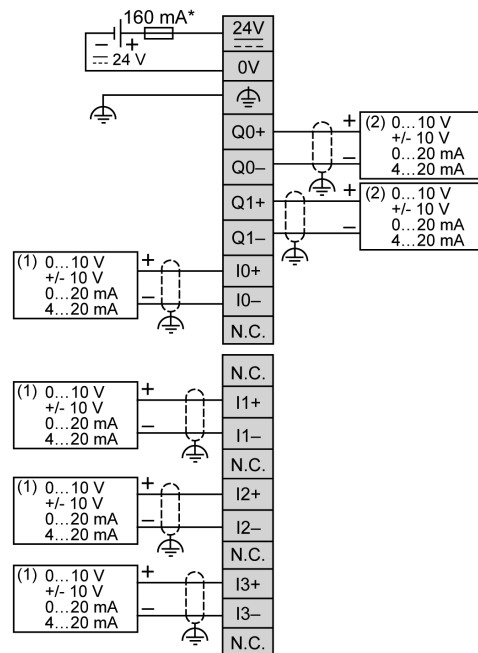 160 mA*
24V
– +
24 V
0V
Q0+
+
(2) 0...10 V
+/- 10 V
0...20 mA
4...20 mA
Q0–
–
Q1+
+
(2) 0...10 V
+/- 10 V
0...20 mA
4...20 mA
Q1–
–
(1) 0...10 V
+/- 10 V
0...20 mA
4...20 mA
+
I0+
–
I0–
N.C.
N.C.
(1) 0...10 V
+/- 10 V
0...20 mA
4...20 mA
+
I1+
–
I1–
N.C.
(1) 0...10 V
+/- 10 V
0...20 mA
4...20 mA
+
I2+
–
I2–
N.C.
(1) 0...10 V
+/- 10 V
0...20 mA
4...20 mA
+
I3+
–
I3–
N.C.